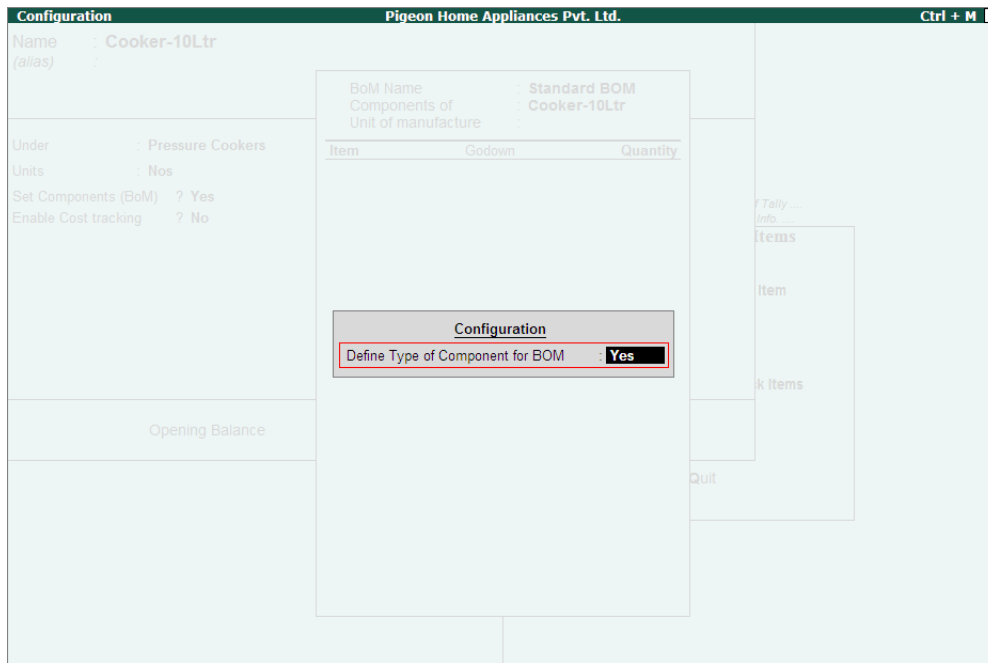 Configuration Pigeon Home Appliances Pvt. Ltd. Ctrl + M
Name : Cooker-10Ltr
(alias) :
BoM Name : Standard BOM
Components of : Cooker-10Ltr
Unit of manufacture :
Item Godown Quantity
Under : Pressure Cookers
Units : Nos
Set Components (BoM) ? Yes
Enable Cost tracking ? No
f Tally ....
Info. ....
Items
Item
k Items
Quit
Configuration
Define Type of Component for BOM : Yes
Opening Balance